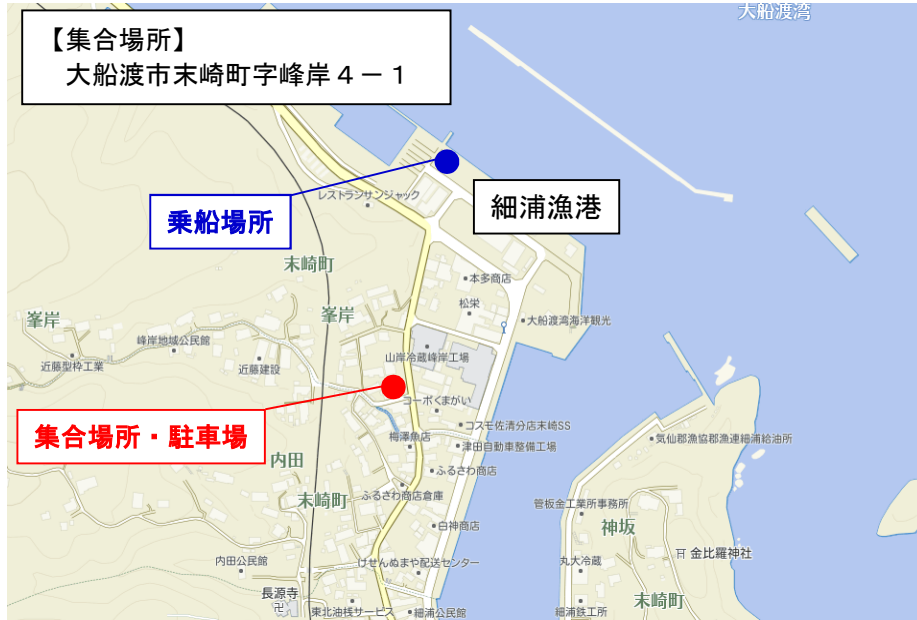 大船渡湾
【集合場所】
大船渡市末崎町字峰岸４－１
乗船場所
レストランサンジャック
細浦漁港
末崎町
本多商店
松栄
大船渡湾海洋観光
峯岸
峯岸
峰岸地域公民館
近藤型枠工業
近藤建設
山岸冷蔵峰岸工場
コーポくまがい
集合場所・駐車場
コスモ佐清分店末崎SS
梅澤魚店
津田自動車整備工場
気仙郡漁協郡漁連細浦給油所
内田
ふるさわ商店
末崎町
ふるさわ商店倉庫
管板金工業所事務所
白神商店
神坂
金比羅神社
内田公民館
けせんぬまや配送センター
丸大冷蔵
長源寺
末崎町
東北油桟サービス
細浦公民館
細浦鉄工所